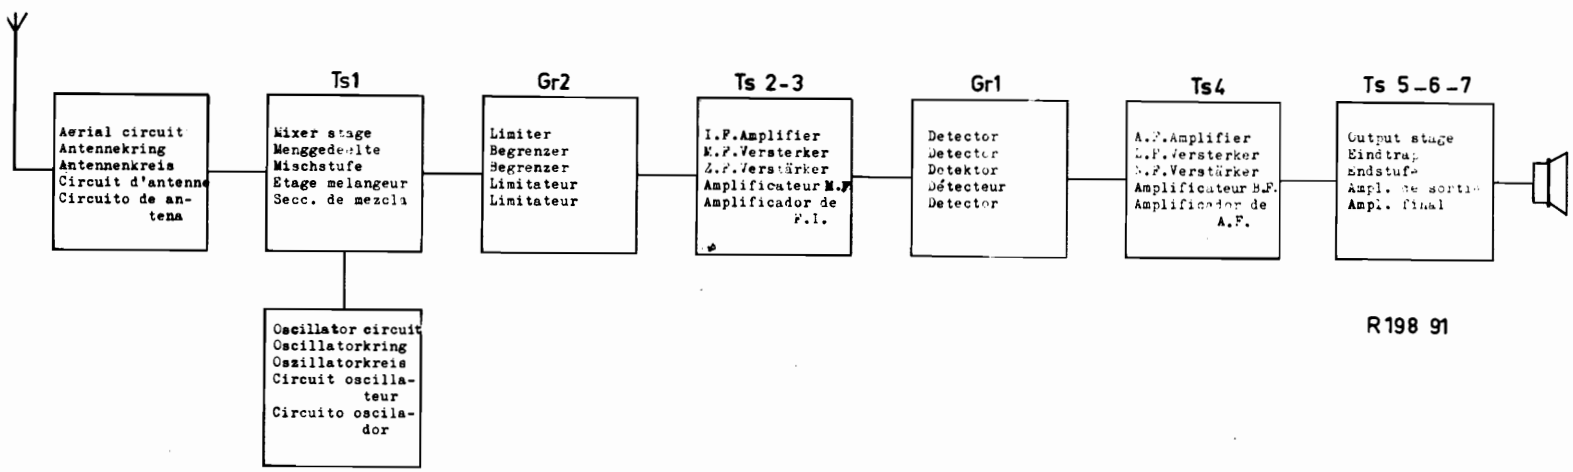 Aerial circuit
Antennekring
Antennenkreis
Circuit d'antenne
Circuito de an-
tena
Ts1
Mixer stage
Menggedeelte
Mischstufe
Etage melangeur
Secc. de mezcla
Oscillator circuit
Oscillatorkring
Oszillatorkreis
Circuit oscilla-
teur
Circuito oscila-
dor
Gr2
Limiter
Begrenzer
Begrenzer
Limitateur
Limitateur
Ts 2-3
I.F.Amplifier
M.F.Versterker
Z.F.Verstärker
Amplificateur M.F.
Amplificador de
F.I.
Gr1
Detector
Detector
Detektor
Détecteur
Detector
Ts4
A.F.Amplifier
L.F.Versterker
N.F.Verstärker
Amplificateur B.F.
Amplificador de
A.F.
Ts 5-6-7
Output stage
Eindtrap
Endstufe
Ampl. de sortie
Ampl. final
R198 91